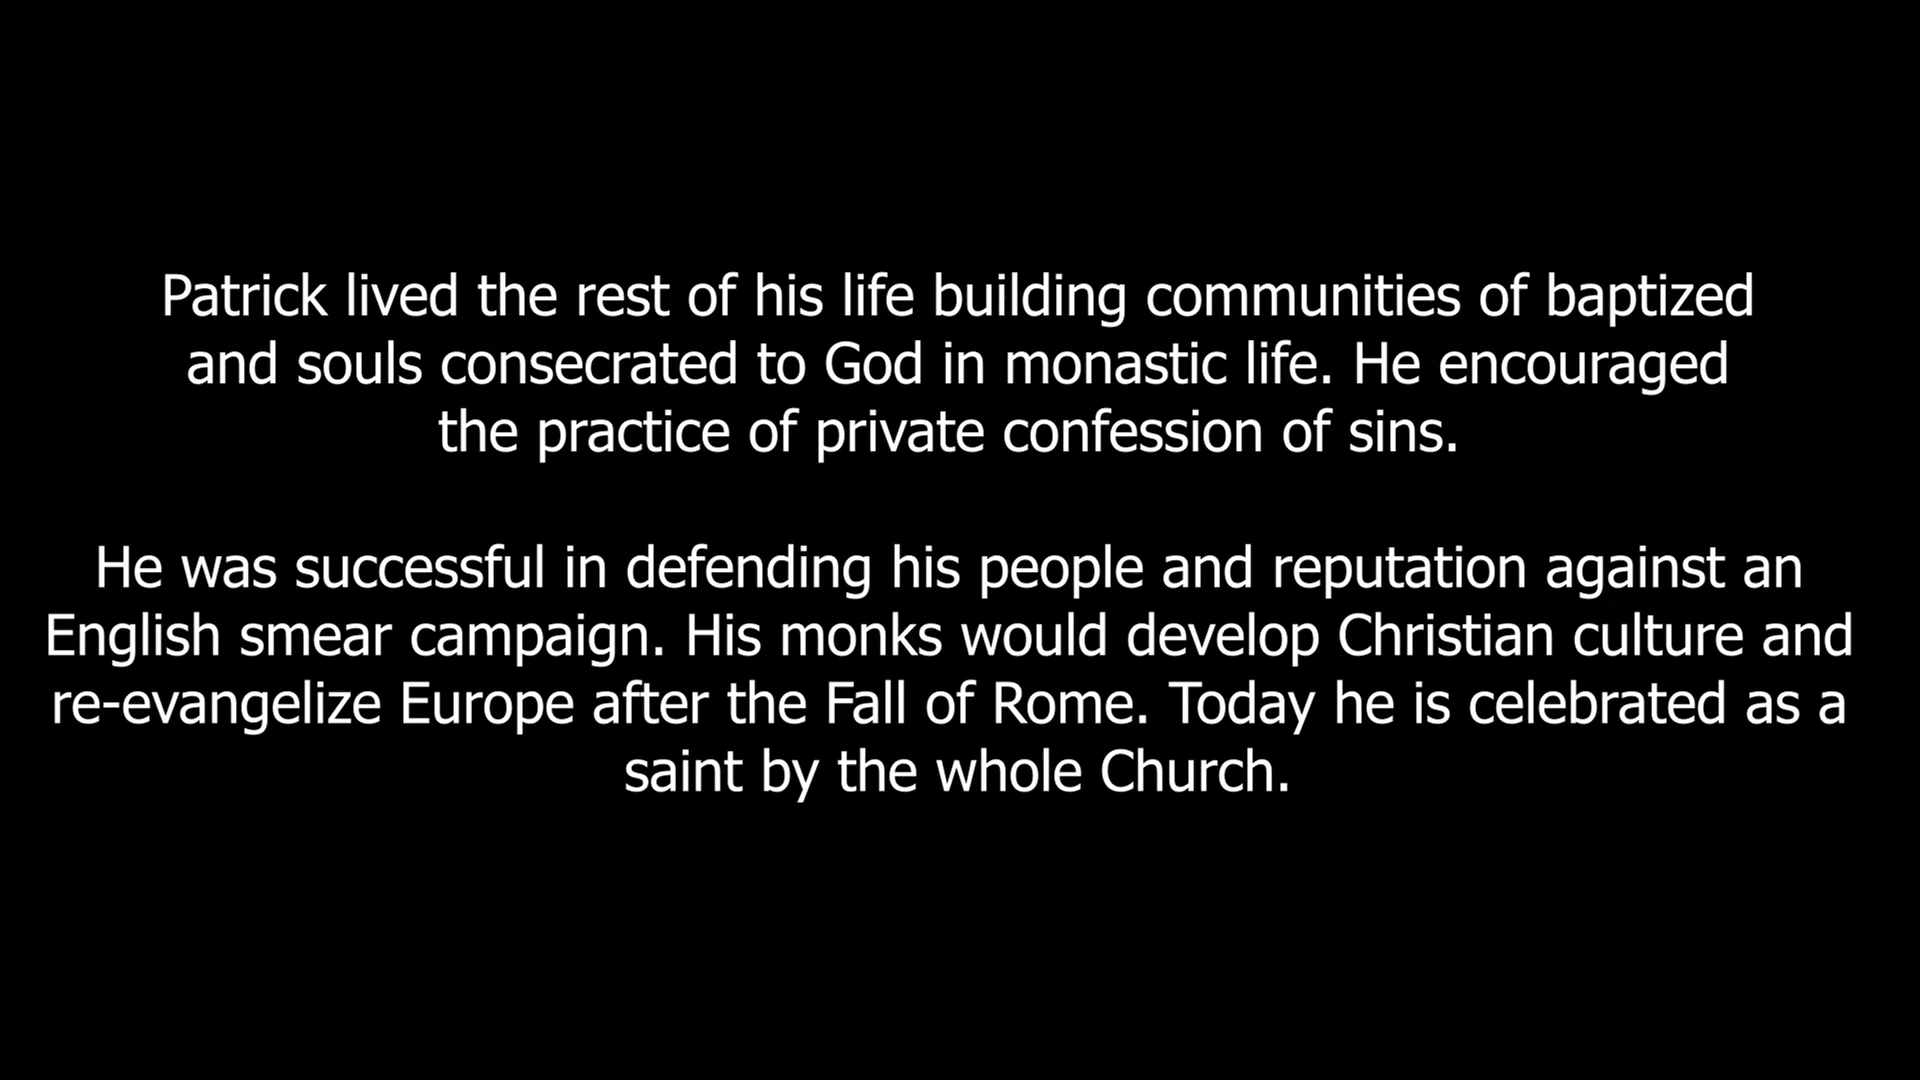 Patrick lived the rest of his life building communities of baptized
and souls consecrated to God in monastic life. He encouraged
the practice of private confession of sins.
He was successful in defending his people and reputation against an
English smear campaign. His monks would develop Christian culture and
re-evangelize Europe after the Fall of Rome. Today he is celebrated as a
saint by the whole Church.